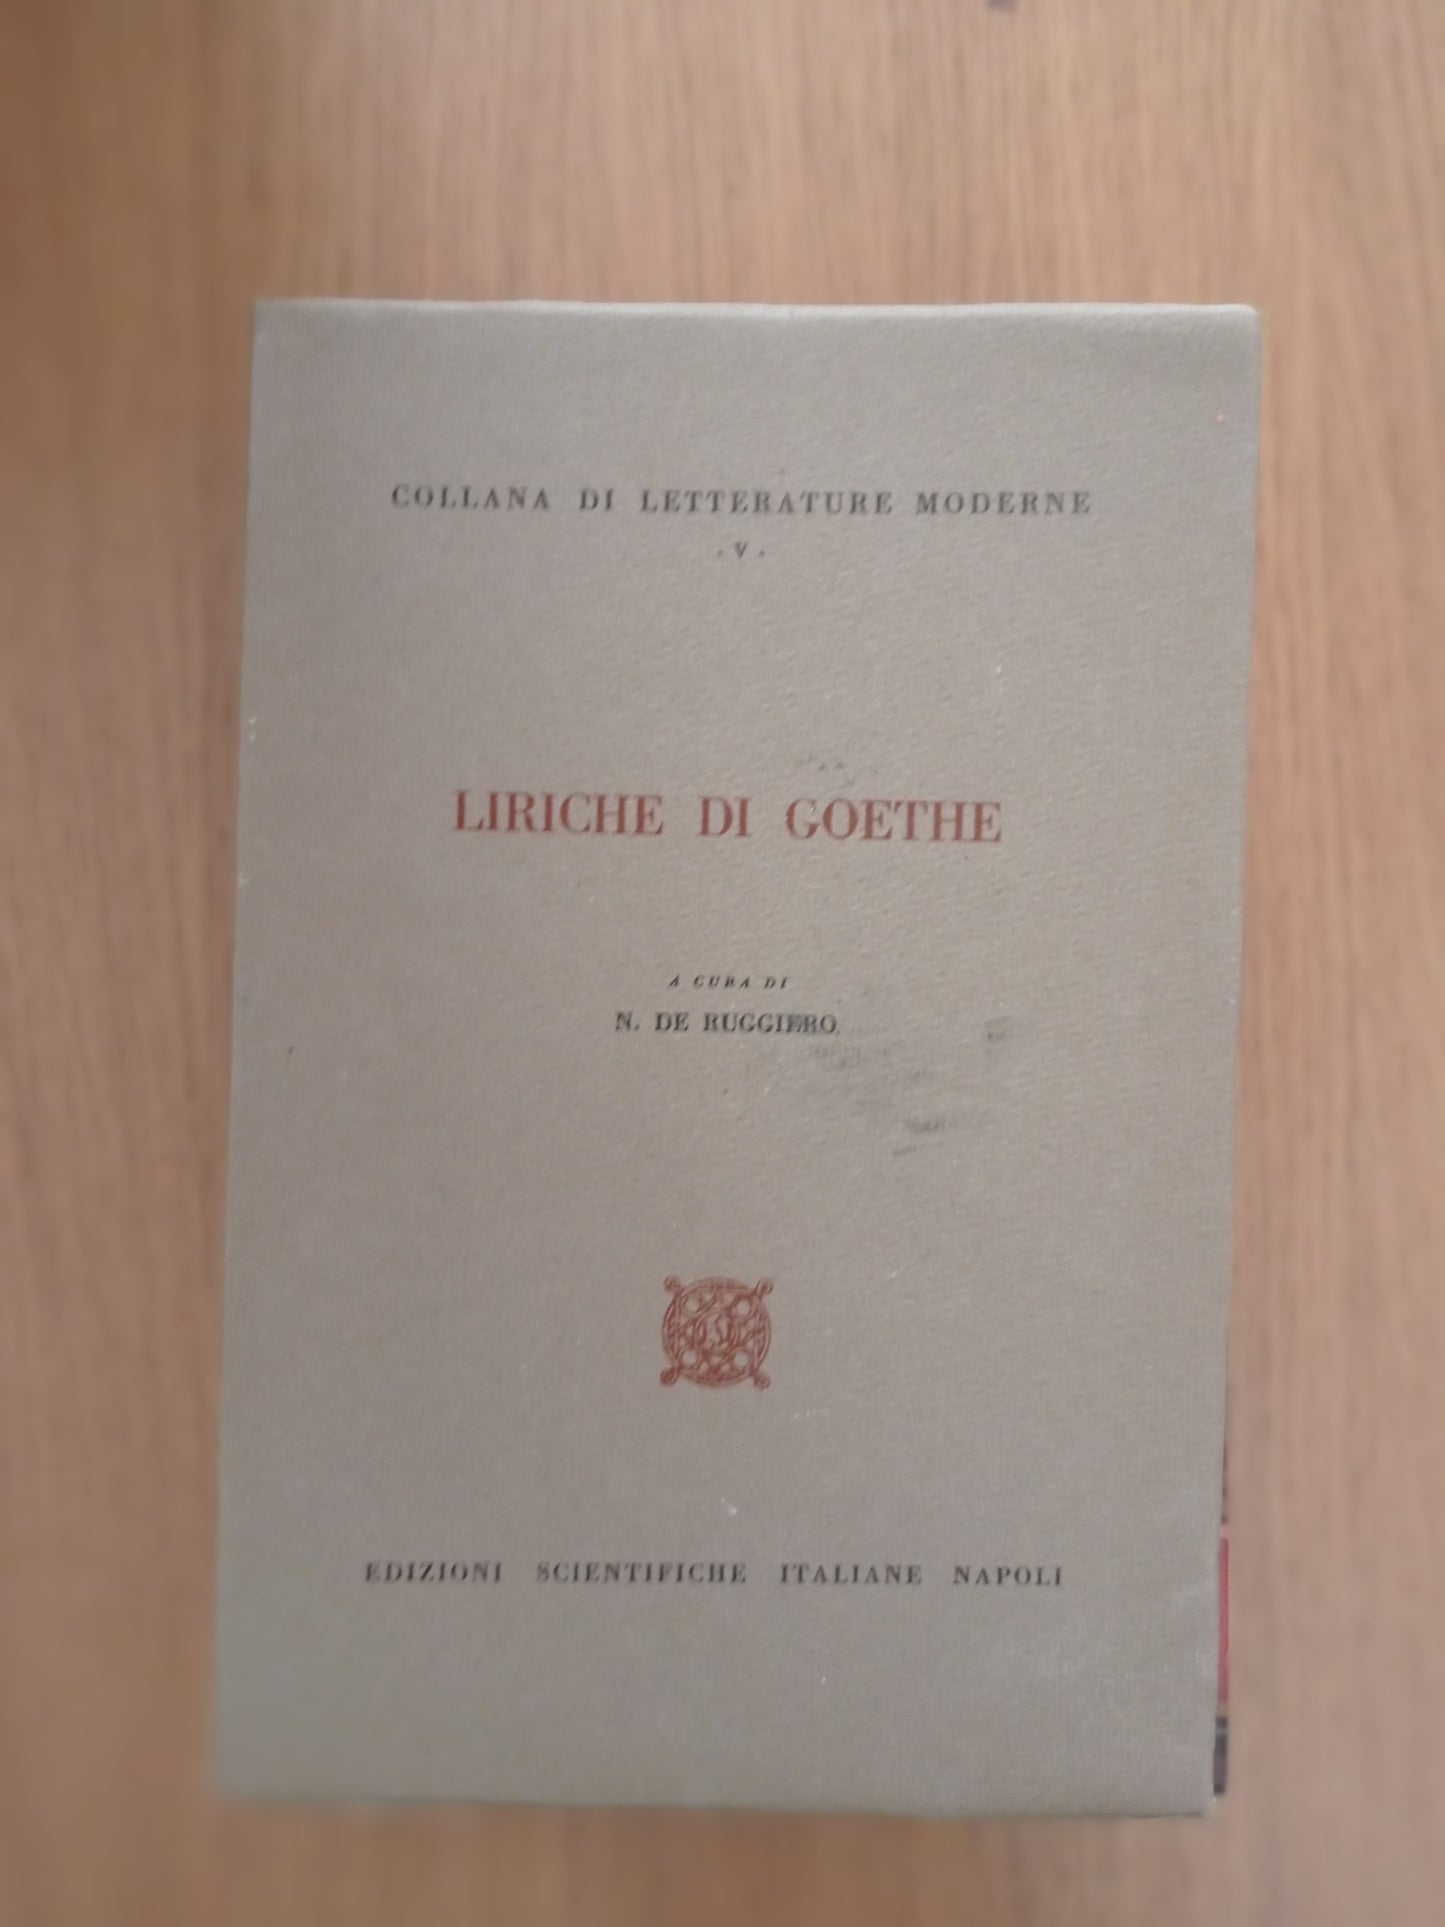 COLLANA DI LETTERATURE MODERNE
- V -
LIRICHE DI GOETHE
A CURA DI
N. DE RUGGIERO
EDIZIONI SCIENTIFICHE ITALIANE NAPOLI